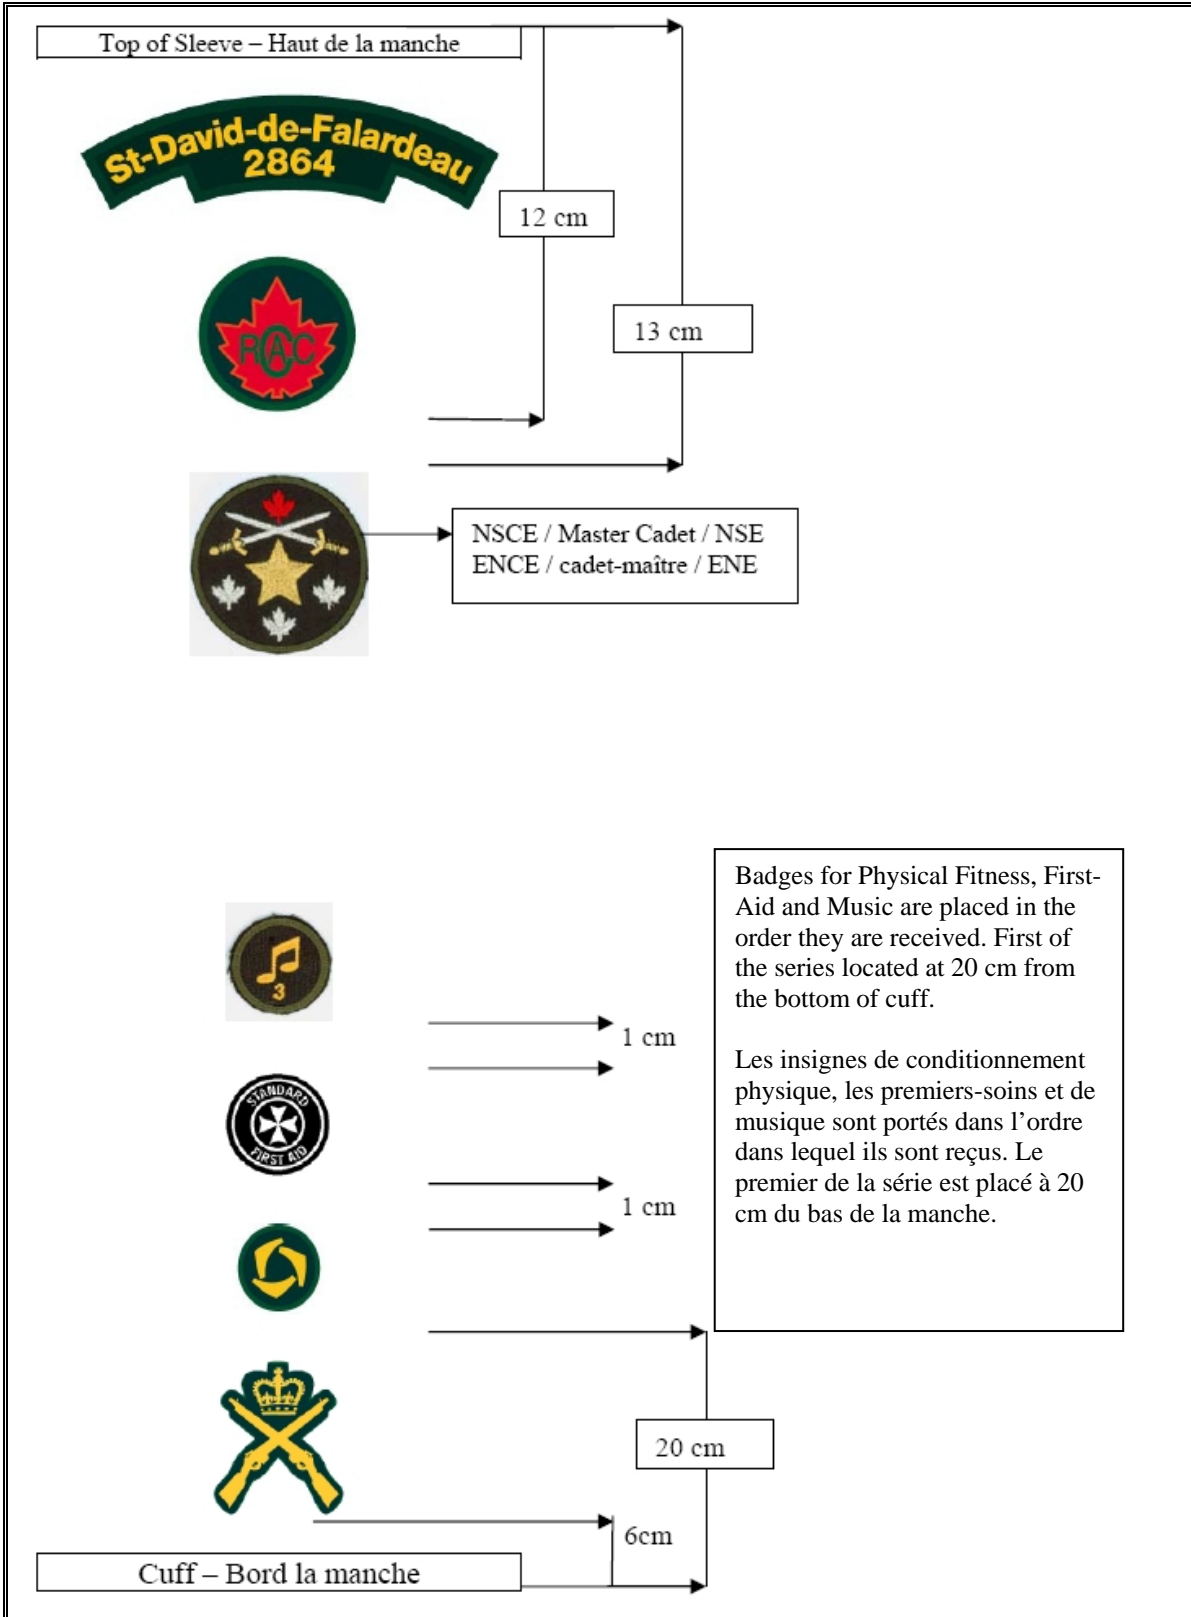 Top of Sleeve – Haut de la manche
St-David-de-Falardeau
2864
12 cm
RCAC
13 cm
NSCE / Master Cadet / NSE
ENCE / cadet-maître / ENE
Badges for Physical Fitness, First-
Aid and Music are placed in the
order they are received. First of
the series located at 20 cm from
the bottom of cuff.
Les insignes de conditionnement
physique, les premiers-soins et de
musique sont portés dans l’ordre
dans lequel ils sont reçus. Le
premier de la série est placé à 20
cm du bas de la manche.
3
1 cm
STANDARD
FIRST AID
1 cm
20 cm
6cm
Cuff – Bord la manche